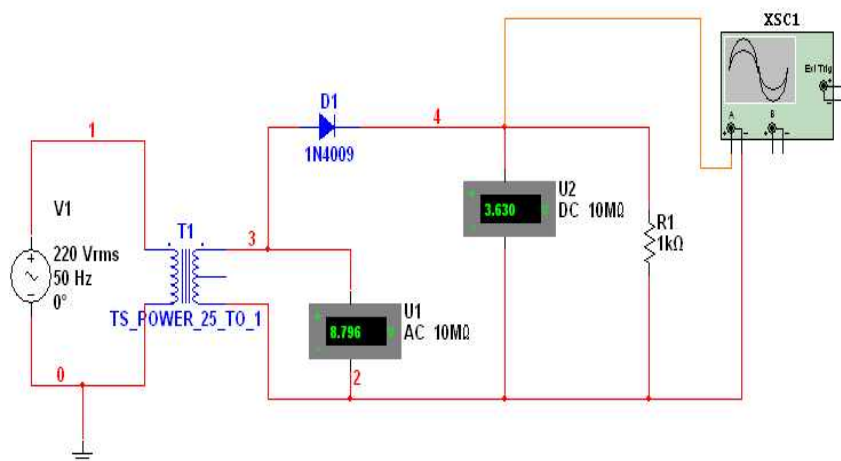 XSC1
Ext Trig
+
-
A
B
+ - + -
D1
1N4009
4
1
V1
220 Vrms
50 Hz
0°
T1
3
TS_POWER_25_TO_1
U2
3.630
DC 10MΩ
R1
1kΩ
U1
8.796
AC 10MΩ
0
2